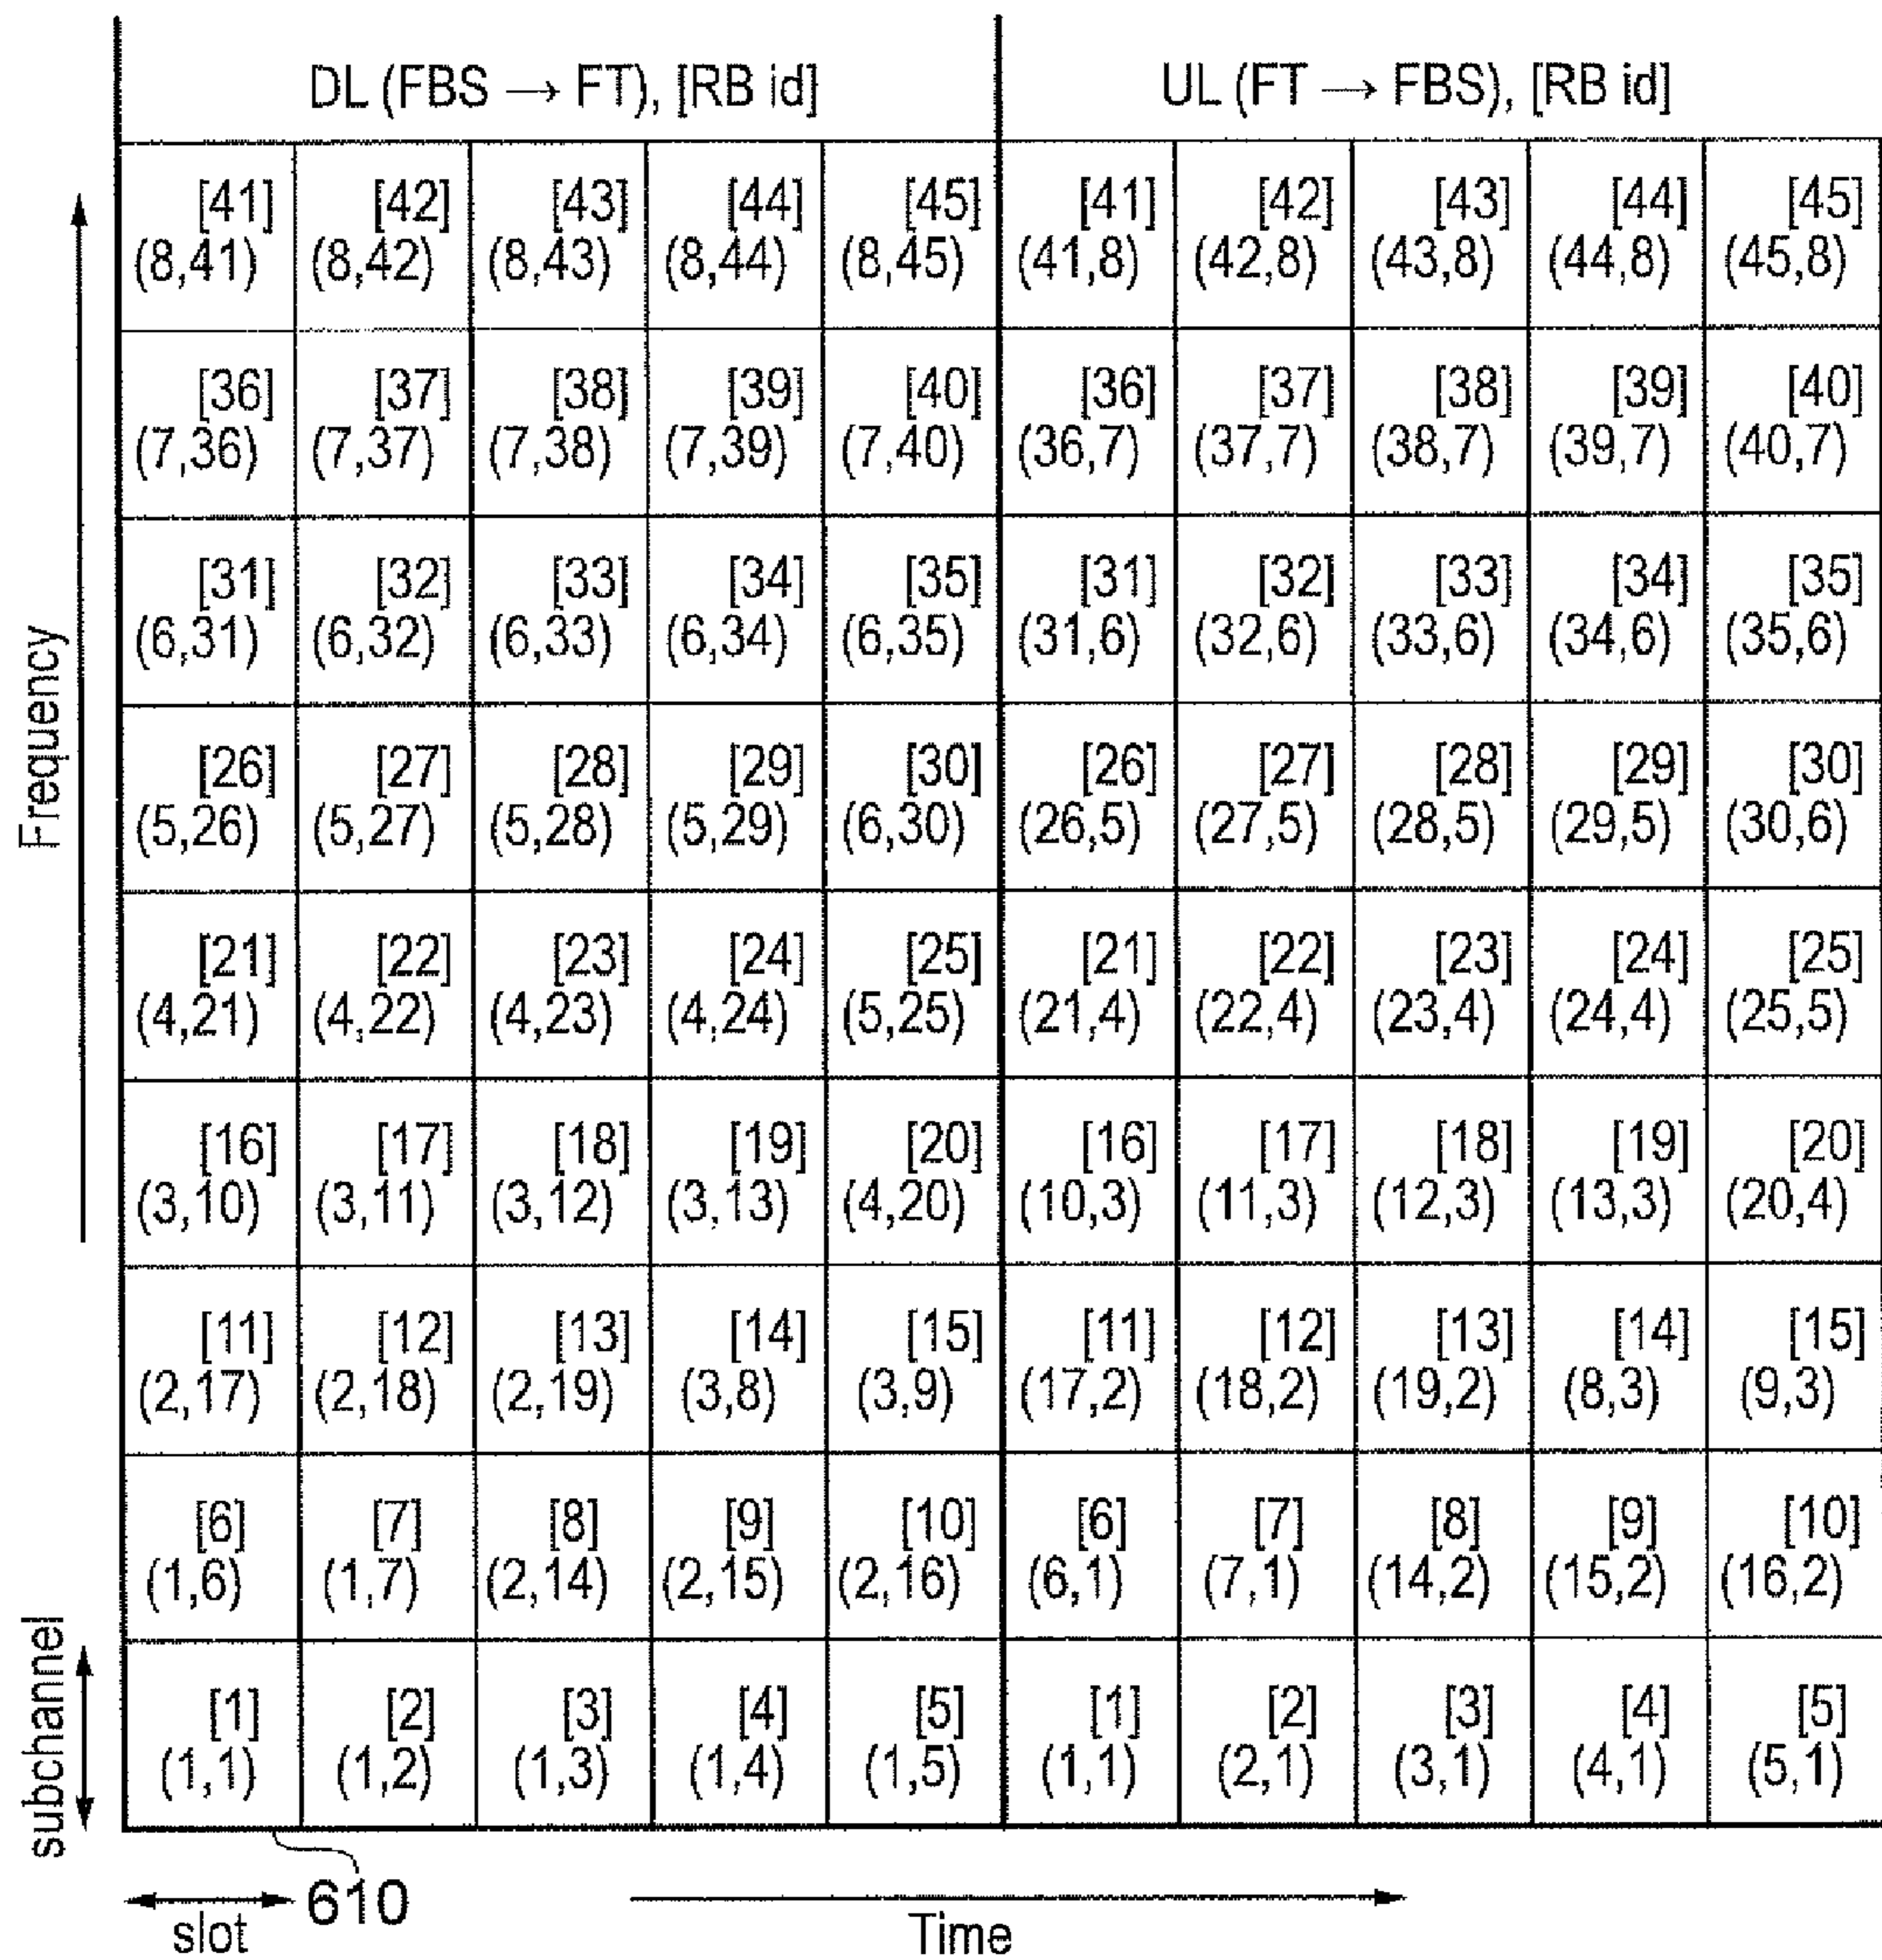 DL (FBS → FT), [RB id] UL (FT → FBS), [RB id]
[41] [42] [43] [44] [45] [41] [42] [43] [44] [45]
(8,41) (8,42) (8,43) (8,44) (8,45) (41,8) (42,8) (43,8) (44,8) (45,8)
[36] [37] [38] [39] [40] [36] [37] [38] [39] [40]
(7,36) (7,37) (7,38) (7,39) (7,40) (36,7) (37,7) (38,7) (39,7) (40,7)
[31] [32] [33] [34] [35] [31] [32] [33] [34] [35]
(6,31) (6,32) (6,33) (6,34) (6,35) (31,6) (32,6) (33,6) (34,6) (35,6)
Frequency
[26] [27] [28] [29] [30] [26] [27] [28] [29] [30]
(5,26) (5,27) (5,28) (5,29) (6,30) (26,5) (27,5) (28,5) (29,5) (30,6)
[21] [22] [23] [24] [25] [21] [22] [23] [24] [25]
(4,21) (4,22) (4,23) (4,24) (5,25) (21,4) (22,4) (23,4) (24,4) (25,5)
[16] [17] [18] [19] [20] [16] [17] [18] [19] [20]
(3,10) (3,11) (3,12) (3,13) (4,20) (10,3) (11,3) (12,3) (13,3) (20,4)
[11] [12] [13] [14] [15] [11] [12] [13] [14] [15]
(2,17) (2,18) (2,19) (3,8) (3,9) (17,2) (18,2) (19,2) (8,3) (9,3)
[6] [7] [8] [9] [10] [6] [7] [8] [9] [10]
(1,6) (1,7) (2,14) (2,15) (2,16) (6,1) (7,1) (14,2) (15,2) (16,2)
subchannel
[1] [2] [3] [4] [5] [1] [2] [3] [4] [5]
(1,1) (1,2) (1,3) (1,4) (1,5) (1,1) (2,1) (3,1) (4,1) (5,1)
610
slot
Time